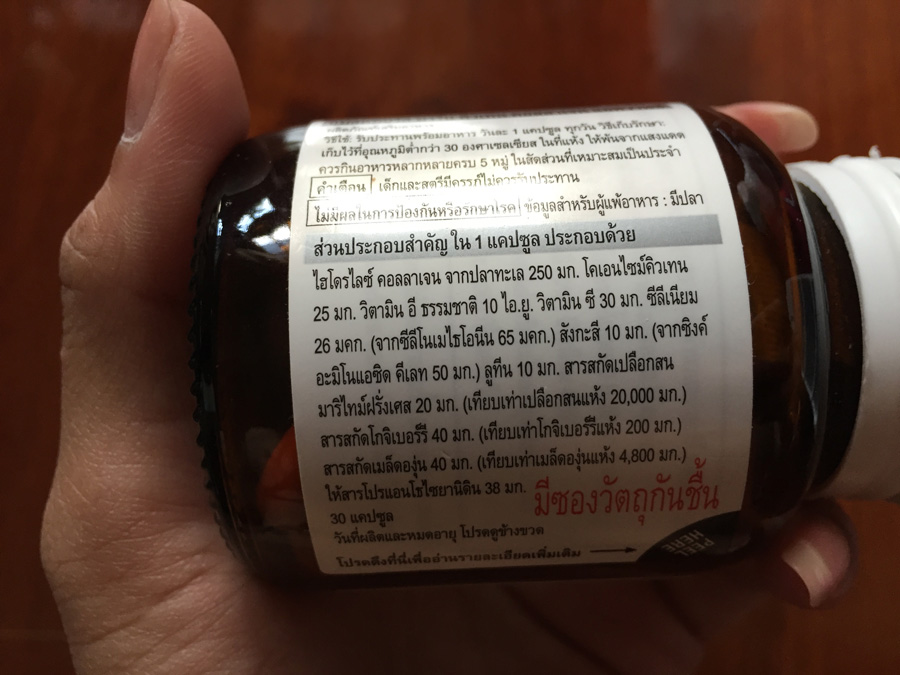 ผลิตภัณฑ์เสริมอาหาร
วิธีใช้: รับประทานพร้อมอาหาร วันละ 1 แคปซูล ทุกวัน วิธีเก็บรักษา:
เก็บไว้ที่อุณหภูมิต่ำกว่า 30 องศาเซลเซียส ในที่แห้ง ให้พ้นจากแสงแดด
ควรกินอาหารหลากหลายครบ 5 หมู่ ในสัดส่วนที่เหมาะสมเป็นประจำ
คำเตือน เด็กและสตรีมีครรภ์ไม่ควรรับประทาน
ไม่มีผลในการป้องกันหรือรักษาโรค ข้อมูลสำหรับผู้แพ้อาหาร : มีปลา
ส่วนประกอบสำคัญ ใน 1 แคปซูล ประกอบด้วย
ไฮโดรไลซ์ คอลลาเจน จากปลาทะเล 250 มก. โคเอนไซม์คิวเทน
25 มก. วิตามิน อี ธรรมชาติ 10 ไอ.ยู. วิตามิน ซี 30 มก. ซีลีเนียม
26 มคก. (จากซีลีโนเมไธโอนีน 65 มคก.) สังกะสี 10 มก. (จากซิงค์
อะมิโนแอซิด คีเลท 50 มก.) ลูทีน 10 มก. สารสกัดเปลือกสน
มาริไทม์ฝรั่งเศส 20 มก. (เทียบเท่าเปลือกสนแห้ง 20,000 มก.)
สารสกัดโกจิเบอร์รี่ 40 มก. (เทียบเท่าโกจิเบอร์รี่แห้ง 200 มก.)
สารสกัดเมล็ดองุ่น 40 มก. (เทียบเท่าเมล็ดองุ่นแห้ง 4,800 มก.)
ให้สารโปรแอนโธไซยานิดิน 38 มก.
มีซองวัตถุกันชื้น
30 แคปซูล
วันที่ผลิตและหมดอายุ โปรดดูข้างขวด
โปรดดึงที่นี่เพื่ออ่านรายละเอียดเพิ่มเติม
PEEL
HERE